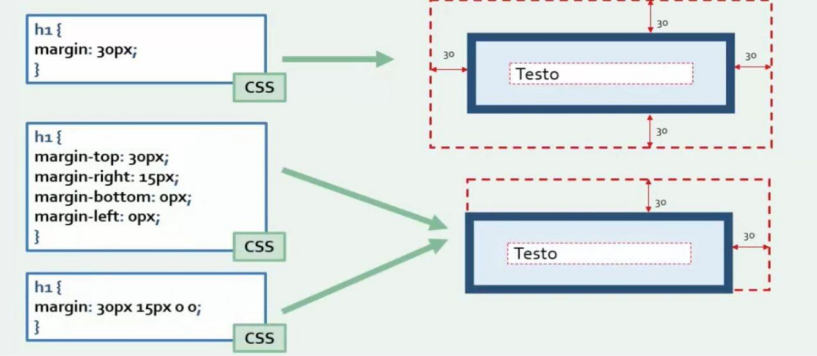 h1 {
margin: 30px;
}
CSS
30
30
30
30
Testo
h1 {
margin-top: 30px;
margin-right: 15px;
margin-bottom: 0px;
margin-left: 0px;
}
CSS
30
30
Testo
h1 {
margin: 30px 15px 0 0;
}
CSS